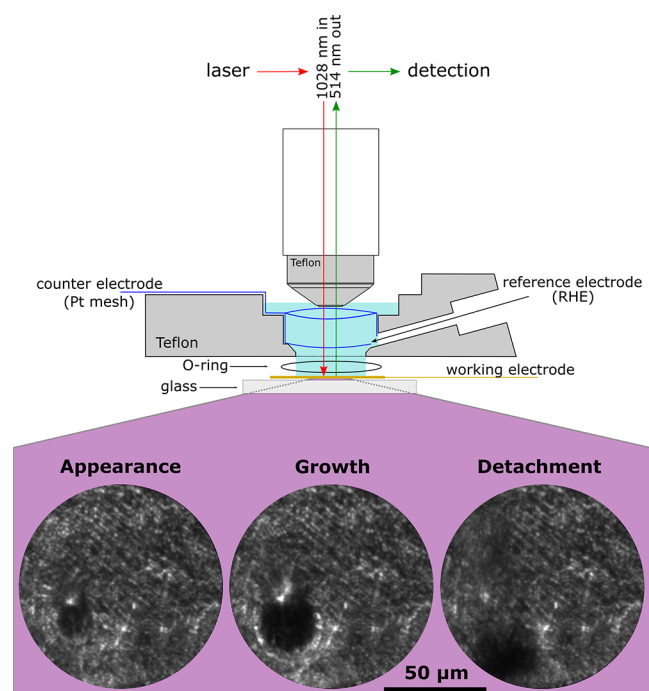 laser
1028 nm in
514 nm out
detection
Teflon
counter electrode
(Pt mesh)
reference electrode
(RHE)
Teflon
O-ring
working electrode
glass
Appearance
Growth
Detachment
50 µm